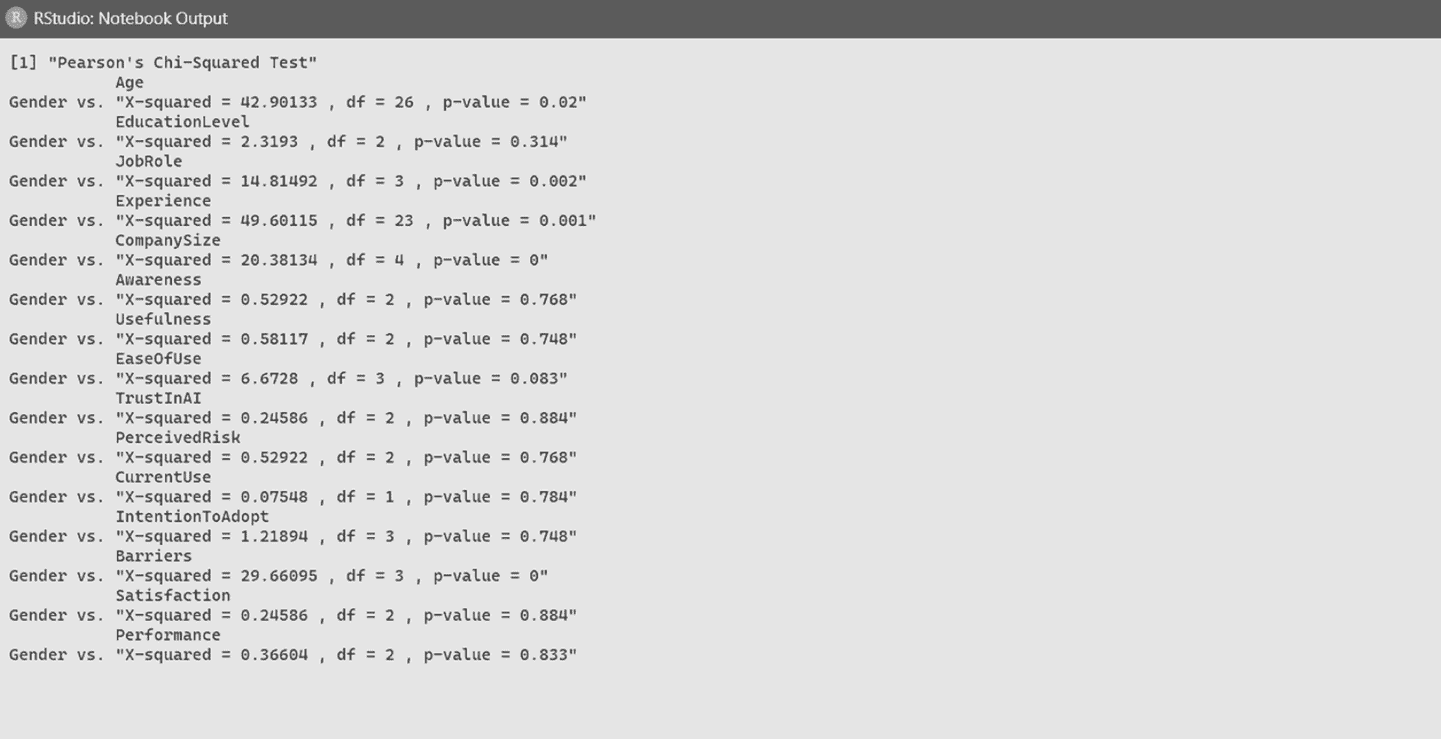 RStudio: Notebook Output
[1] "Pearson's Chi-Squared Test"
Age
Gender vs. "X-squared = 42.90133 , df = 26 , p-value = 0.02"
EducationLevel
Gender vs. "X-squared = 2.3193 , df = 2 , p-value = 0.314"
JobRole
Gender vs. "X-squared = 14.81492 , df = 3 , p-value = 0.002"
Experience
Gender vs. "X-squared = 49.60115 , df = 23 , p-value = 0.001"
CompanySize
Gender vs. "X-squared = 20.38134 , df = 4 , p-value = 0"
Awareness
Gender vs. "X-squared = 0.52922 , df = 2 , p-value = 0.768"
Usefulness
Gender vs. "X-squared = 0.58117 , df = 2 , p-value = 0.748"
EaseOfUse
Gender vs. "X-squared = 6.6728 , df = 3 , p-value = 0.083"
TrustInAI
Gender vs. "X-squared = 0.24586 , df = 2 , p-value = 0.884"
PerceivedRisk
Gender vs. "X-squared = 0.52922 , df = 2 , p-value = 0.768"
CurrentUse
Gender vs. "X-squared = 0.07548 , df = 1 , p-value = 0.784"
IntentionToAdopt
Gender vs. "X-squared = 1.21894 , df = 3 , p-value = 0.748"
Barriers
Gender vs. "X-squared = 29.66095 , df = 3 , p-value = 0"
Satisfaction
Gender vs. "X-squared = 0.24586 , df = 2 , p-value = 0.884"
Performance
Gender vs. "X-squared = 0.36604 , df = 2 , p-value = 0.833"